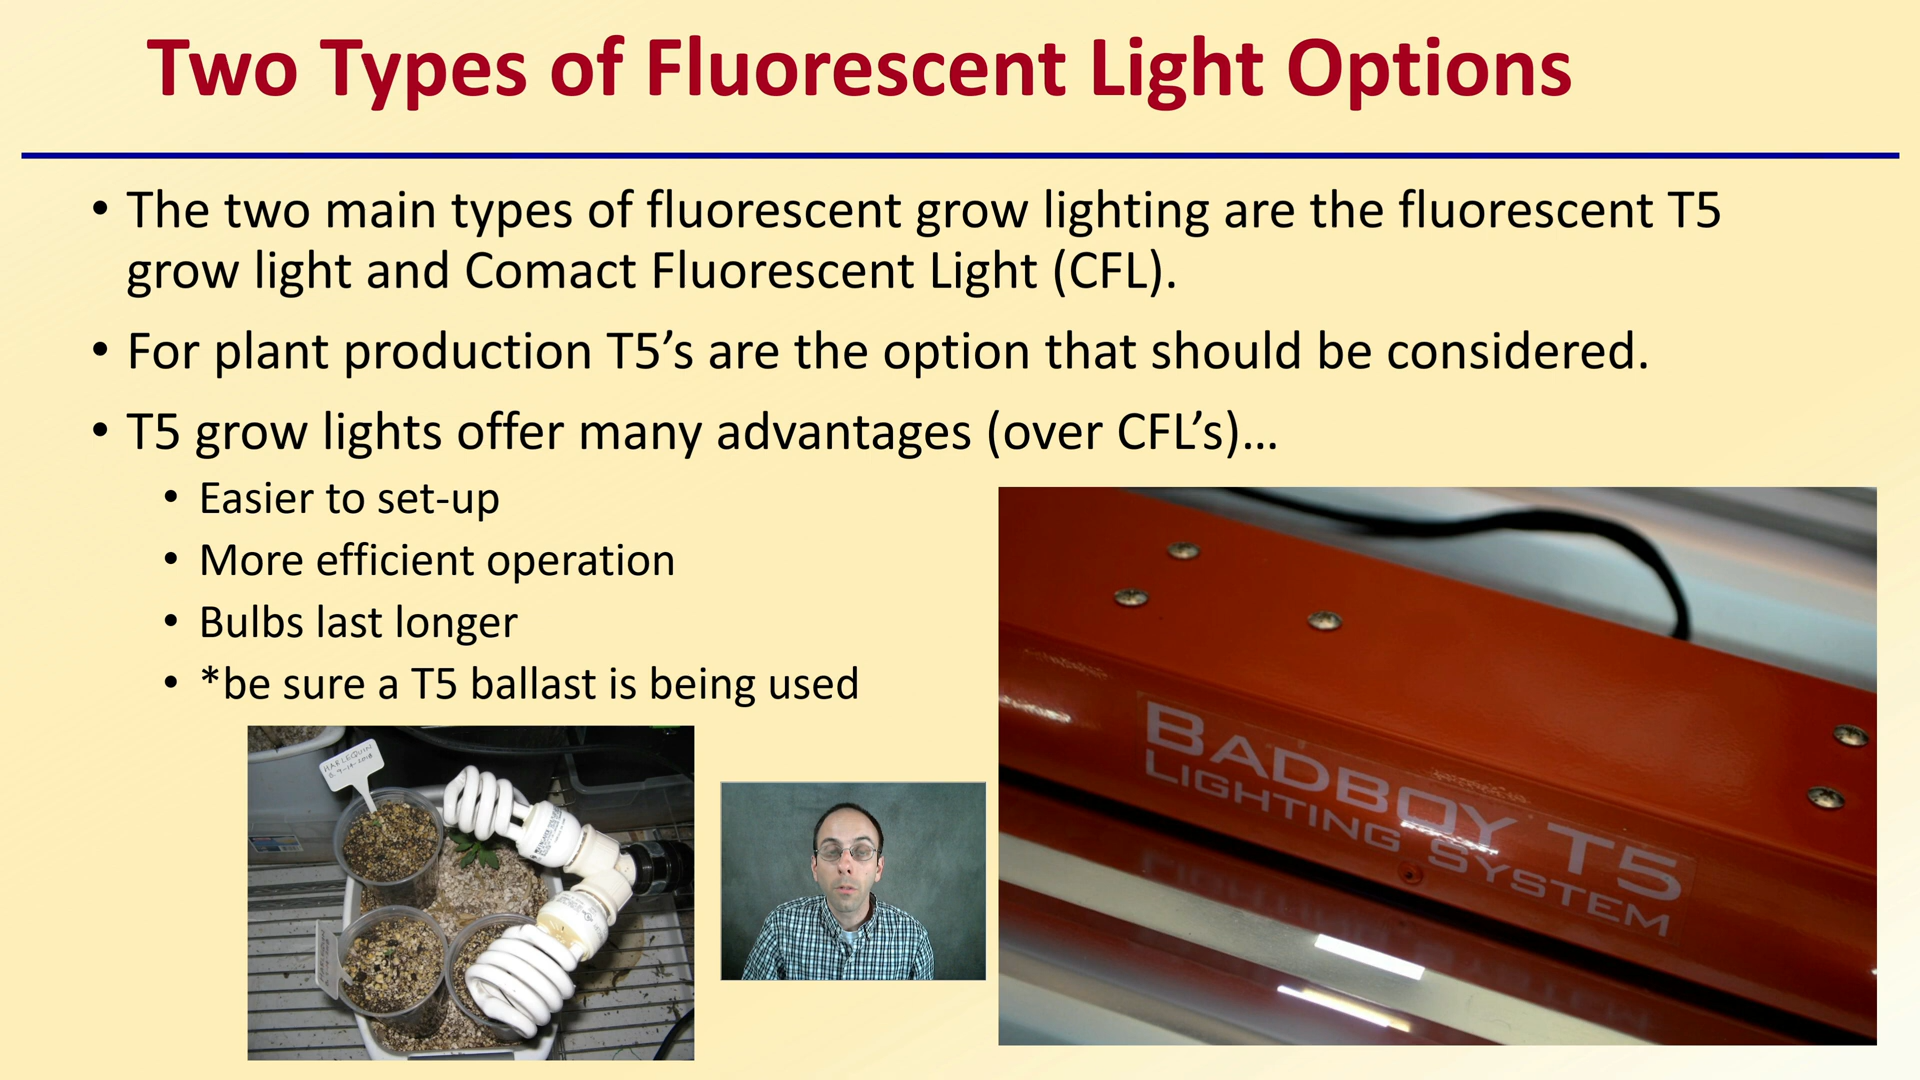 Two Types of Fluorescent Light Options
• The two main types of fluorescent grow lighting are the fluorescent T5
grow light and Comact Fluorescent Light (CFL).
• For plant production T5’s are the option that should be considered.
• T5 grow lights offer many advantages (over CFL’s)…
• Easier to set-up
• More efficient operation
• Bulbs last longer
• *be sure a T5 ballast is being used
HARLEQUIN
BADBOY T5
LIGHTING SYSTEM